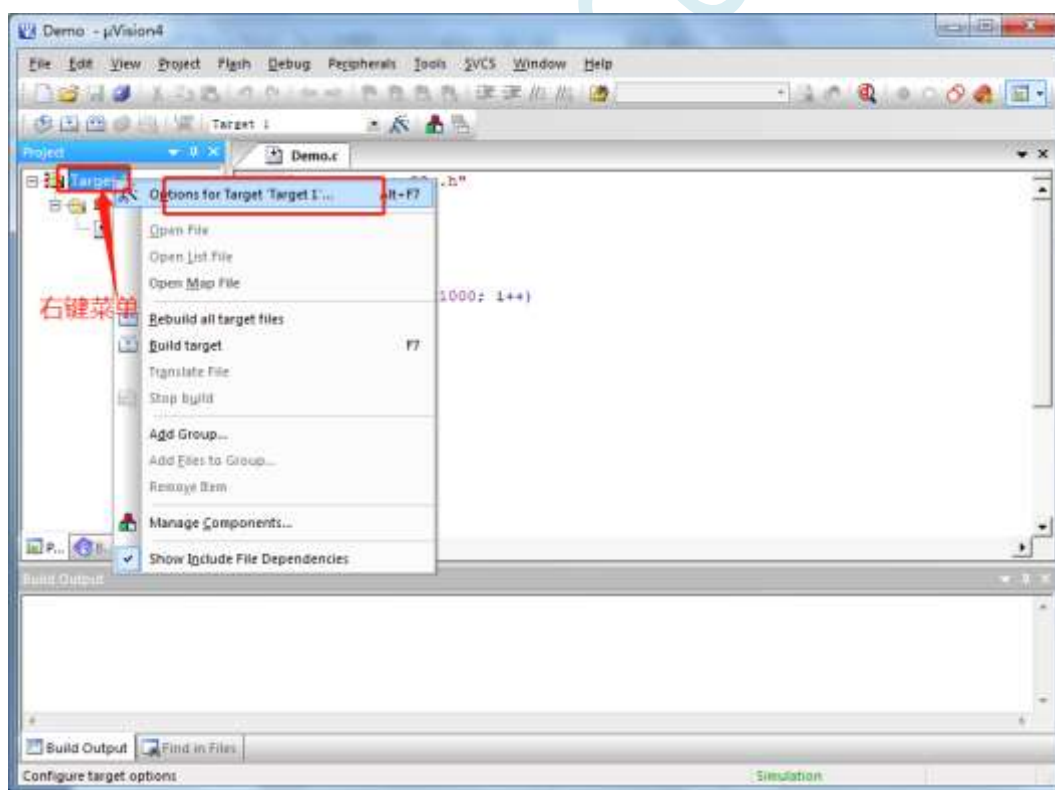 Demo - µVision4
File Edit View Project Flash Debug Peripherals Tools SVCS Window Help
Target 1
Project
Demo.c
Target
.h"
Options for Target 'Target 1'... Alt+F7
Open File
Open List File
Open Map File
1000; i++)
右键菜单
Rebuild all target files
Build target F7
Translate File
Stop build
Add Group...
Add Files to Group...
Remove Item
Manage Components...
P... B...
Show Include File Dependencies
Build Output
Build Output Find in Files
Configure target options Simulation